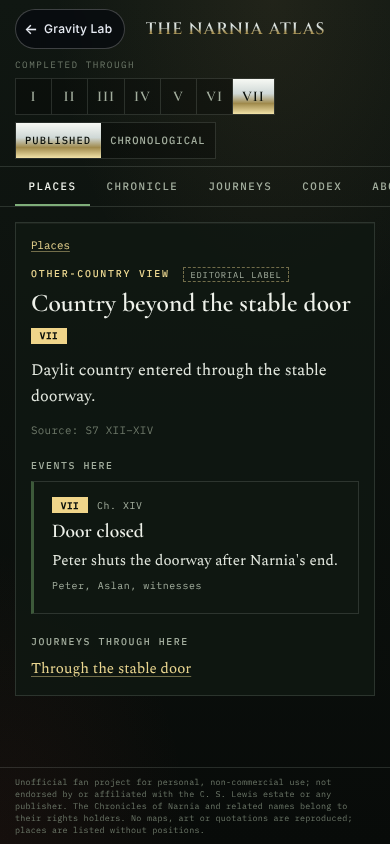 ← Gravity Lab
THE NARNIA ATLAS
COMPLETED THROUGH
I II III IV V VI VII
PUBLISHED CHRONOLOGICAL
PLACES CHRONICLE JOURNEYS CODEX AB
Places
OTHER-COUNTRY VIEW EDITORIAL LABEL
Country beyond the stable door
VII
Daylit country entered through the stable
doorway.
Source: S7 XII–XIV
EVENTS HERE
VII Ch. XIV
Door closed
Peter shuts the doorway after Narnia's end.
Peter, Aslan, witnesses
JOURNEYS THROUGH HERE
Through the stable door
Unofficial fan project for personal, non-commercial use; not
endorsed by or affiliated with the C. S. Lewis estate or any
publisher. The Chronicles of Narnia and related names belong to
their rights holders. No maps, art or quotations are reproduced;
places are listed without positions.